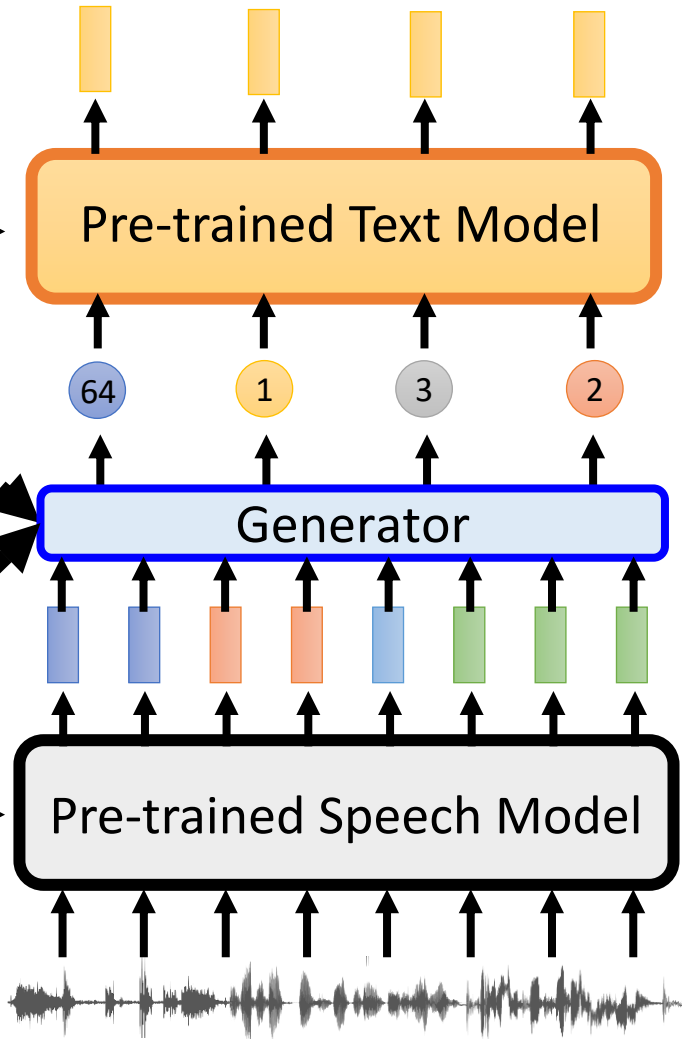 Pre-trained Text Model
64 1 3 2
Generator
Pre-trained Speech Model